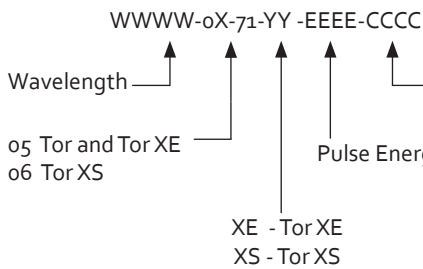 WWWW-0X-71-YY -EEEE-CCCC
Wavelength
05 Tor and Tor XE
06 Tor XS
Pulse
XE - Tor XE
XS - Tor XS